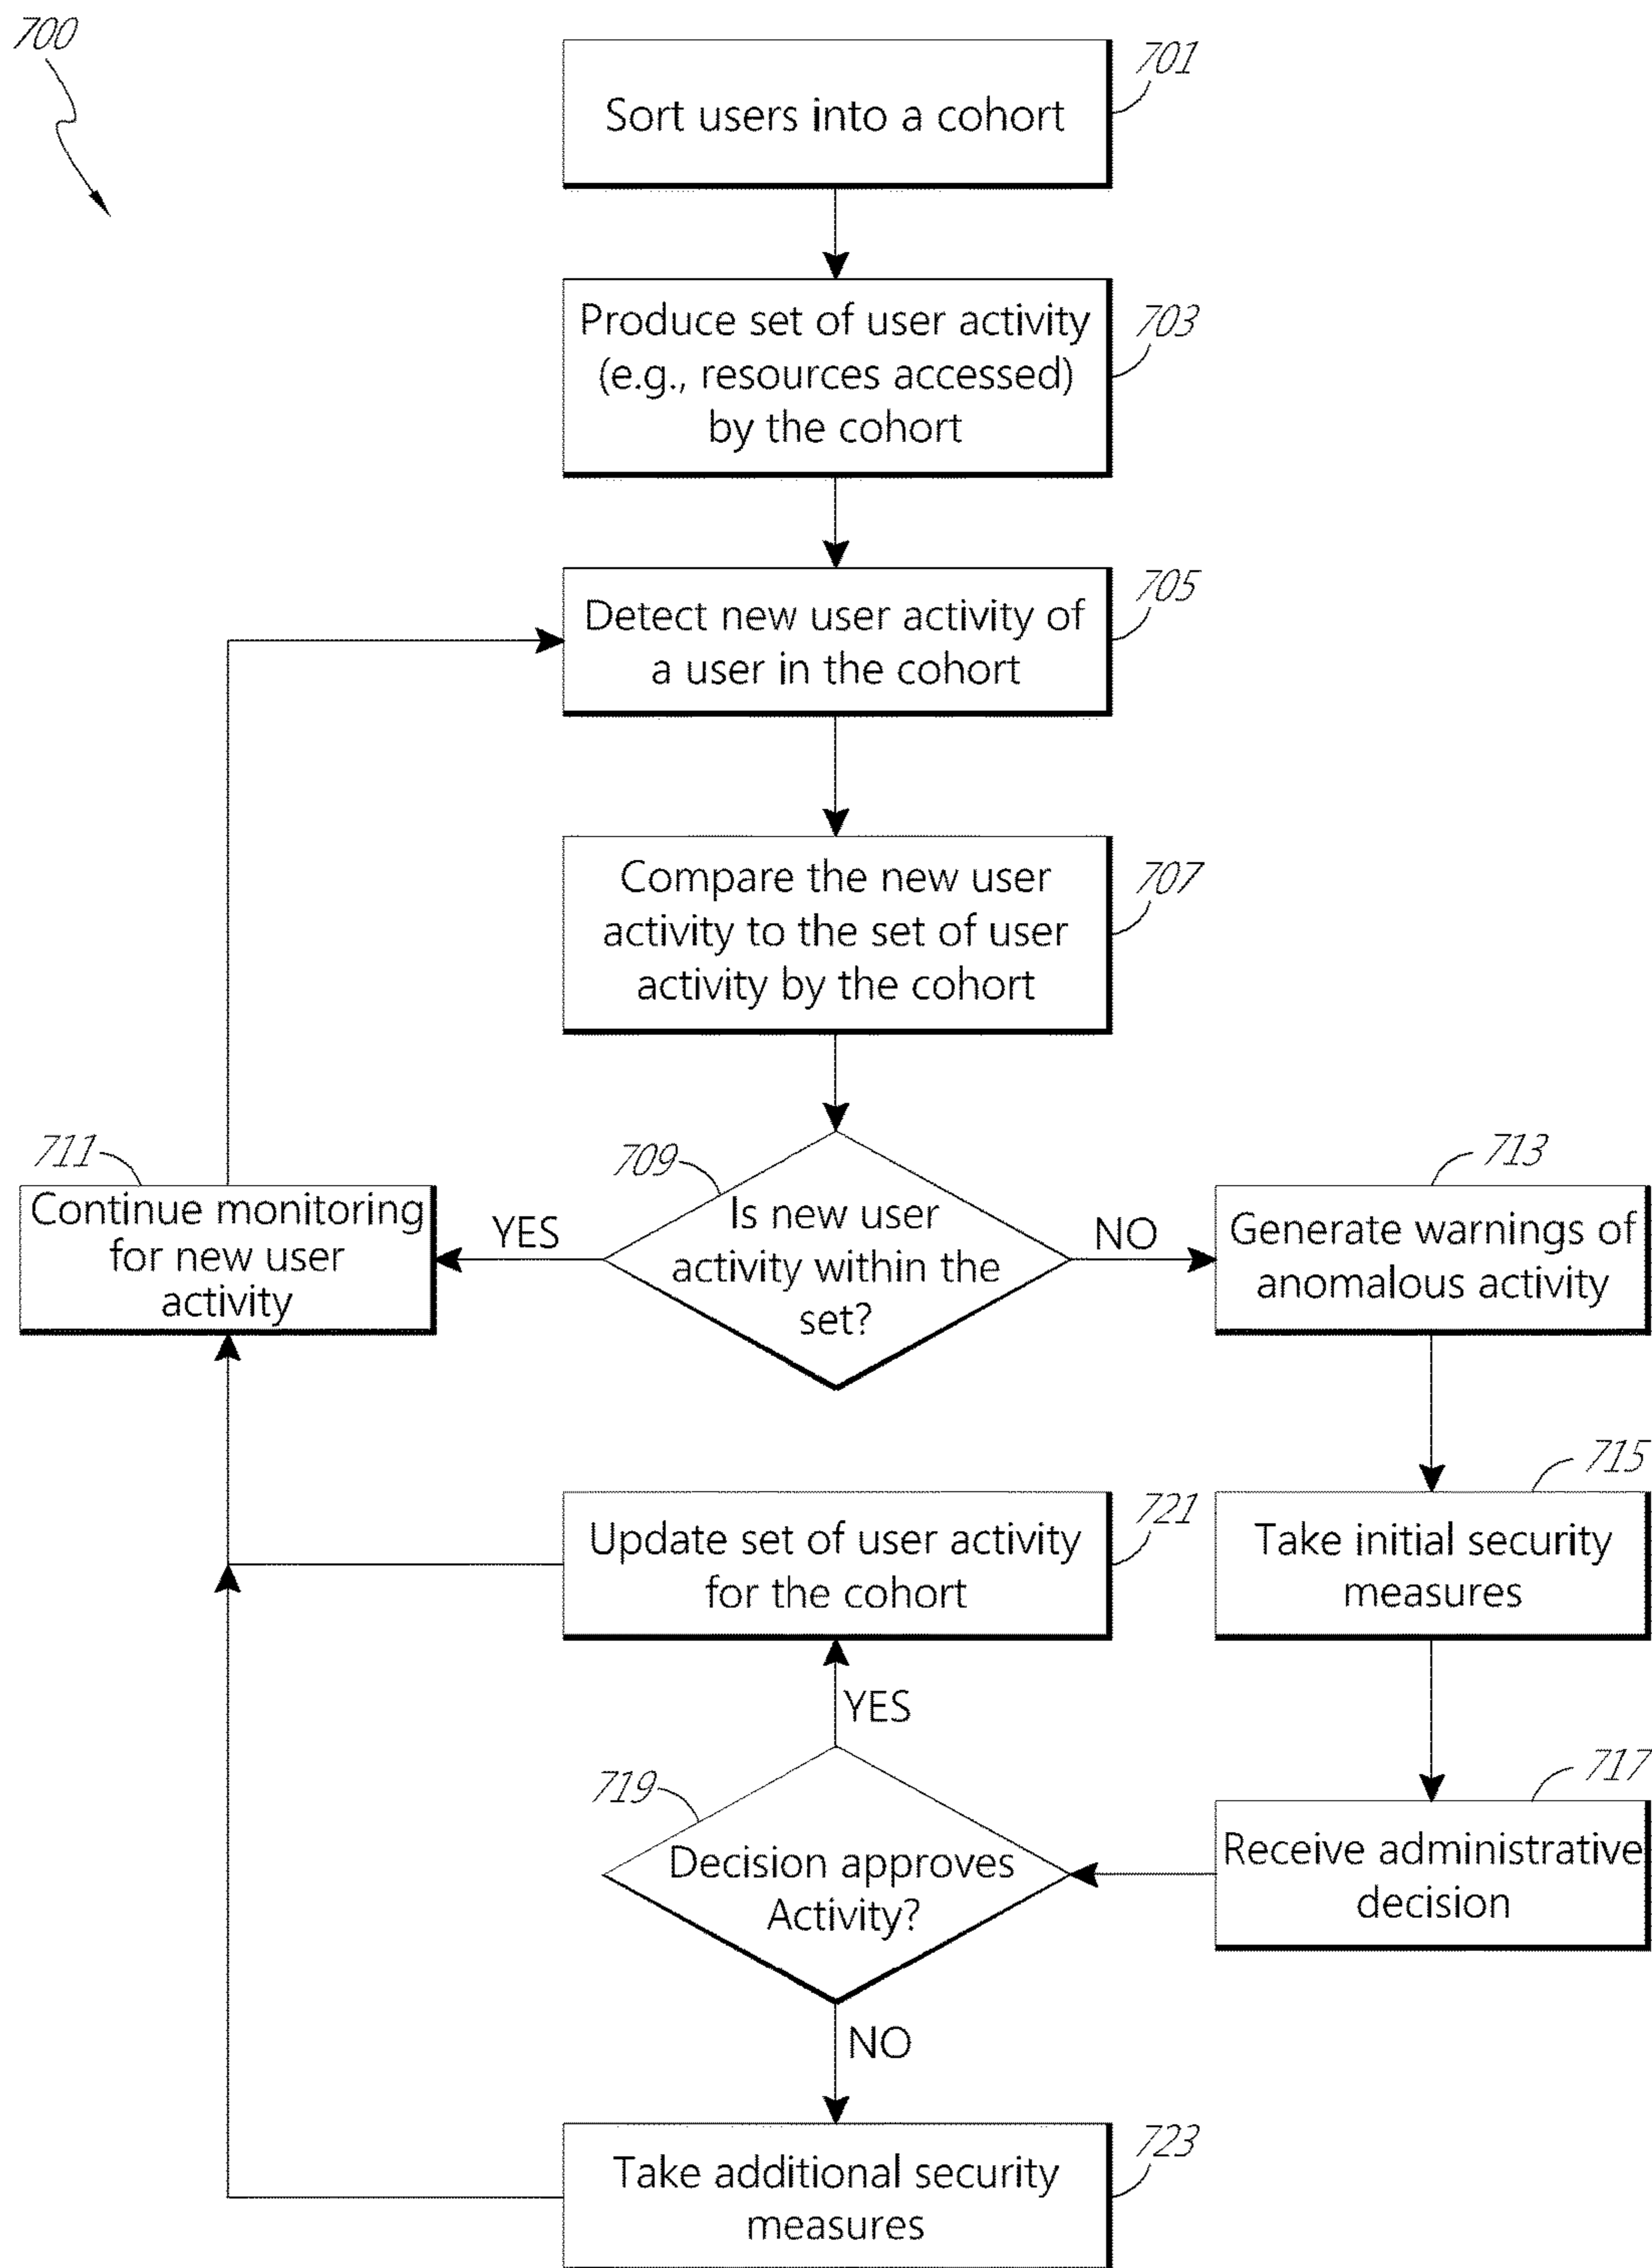 700
701
Sort users into a cohort
703
Produce set of user activity
(e.g., resources accessed)
by the cohort
705
Detect new user activity of
a user in the cohort
707
Compare the new user
activity to the set of user
activity by the cohort
709
Is new user
activity within the
set?
YES
711
Continue monitoring
for new user
activity
NO
713
Generate warnings of
anomalous activity
715
Take initial security
measures
717
Receive administrative
decision
719
Decision approves
Activity?
YES
721
Update set of user activity
for the cohort
NO
723
Take additional security
measures